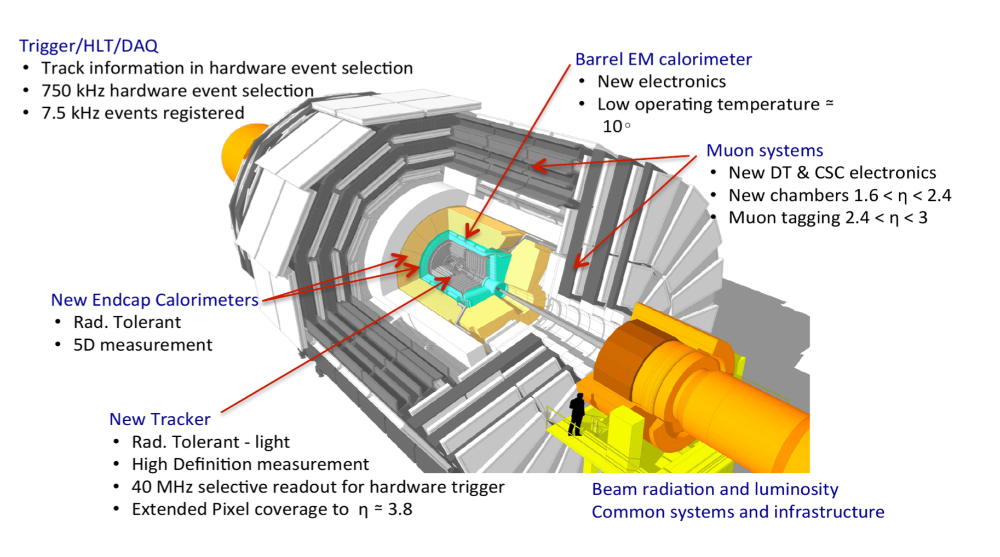 Trigger/HLT/DAQ
• Track information in hardware event selection
• 750 kHz hardware event selection
• 7.5 kHz events registered
Barrel EM calorimeter
• New electronics
• Low operating temperature ≃
10◦
Muon systems
• New DT & CSC electronics
• New chambers 1.6 < η < 2.4
• Muon tagging 2.4 < η < 3
New Endcap Calorimeters
• Rad. Tolerant
• 5D measurement
New Tracker
• Rad. Tolerant - light
• High Definition measurement
• 40 MHz selective readout for hardware trigger
• Extended Pixel coverage to η ≃ 3.8
Beam radiation and luminosity
Common systems and infrastructure